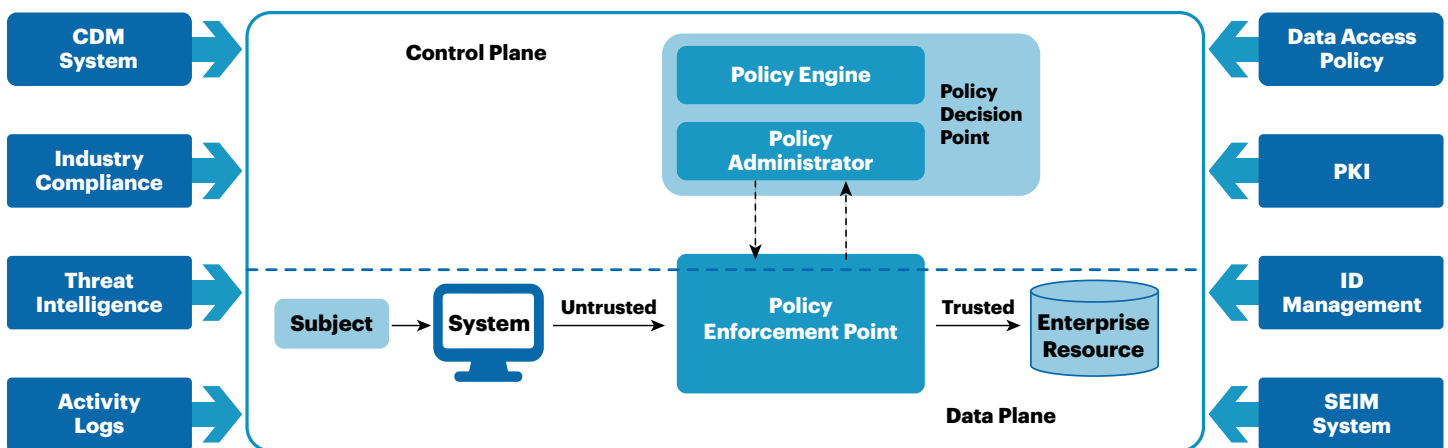 CDM
System
Industry
Compliance
Threat
Intelligence
Activity
Logs
Control Plane
Policy Engine
Policy
Administrator
Policy
Decision
Point
Subject
System
Untrusted
Policy
Enforcement Point
Trusted
Enterprise
Resource
Data Plane
Data Access
Policy
PKI
ID
Management
SEIM
System